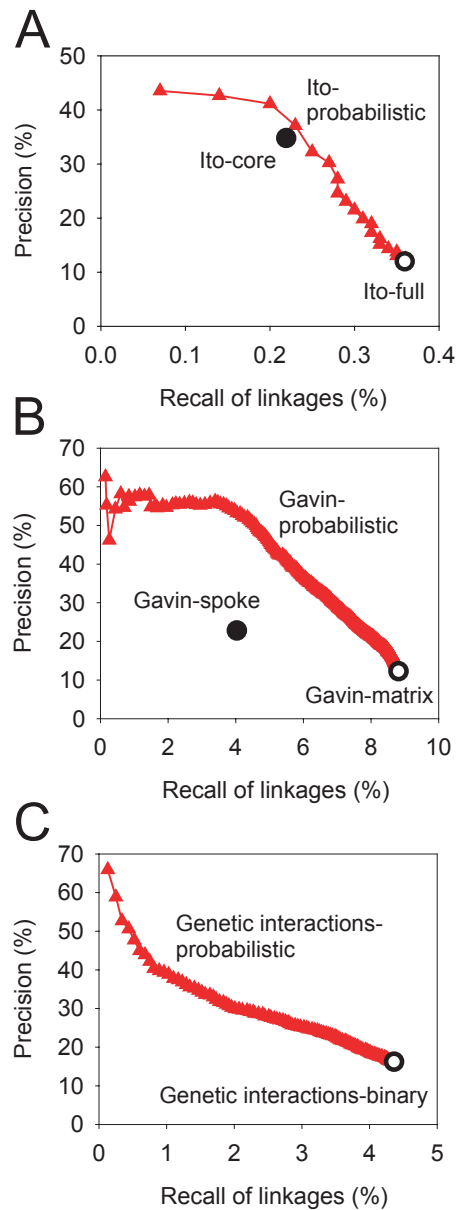 A
50
40
30
20
10
0
Precision (%)
Ito-
probabilistic
Ito-core
Ito-full
0.0 0.1 0.2 0.3 0.4
Recall of linkages (%)
B
70
60
50
40
30
20
10
0
Precision (%)
Gavin-
probabilistic
Gavin-spoke
Gavin-matrix
0 2 4 6 8 10
Recall of linkages (%)
C
70
60
50
40
30
20
10
0
Precision (%)
Genetic interactions-
probabilistic
Genetic interactions-binary
0 1 2 3 4 5
Recall of linkages (%)